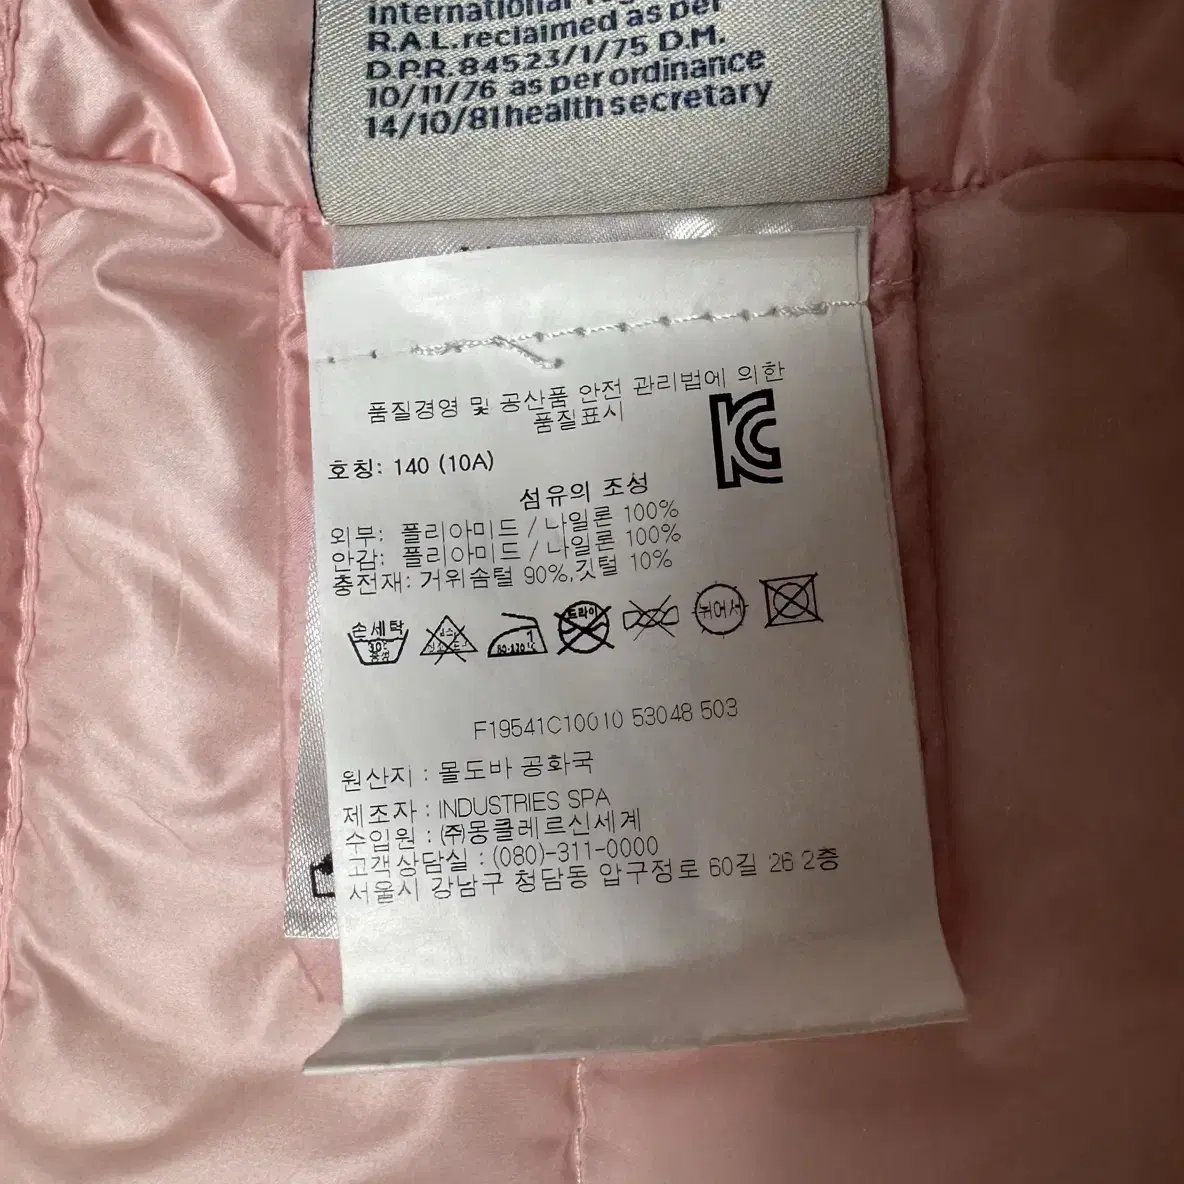 international
R.A.L. reclaimed as per
D.P.R. 84523/1/75 D.M.
10/11/76 as per ordinance
14/10/81 health secretary
품질경영 및 공산품 안전 관리법에 의한
품질표시
KC
호칭: 140 (10A)
섬유의 조성
외부: 폴리아미드 / 나일론 100%
안감: 폴리아미드 / 나일론 100%
충전재: 거위솜털 90%,깃털 10%
손세탁 드라이 뉘어서
F19541C10010 53048 503
원산지 : 몰도바 공화국
제조자 : INDUSTRIES SPA
수입원 : ㈜몽클레르신세계
고객상담실 : (080)-311-0000
서울시 강남구 청담동 압구정로 60길 26 2층